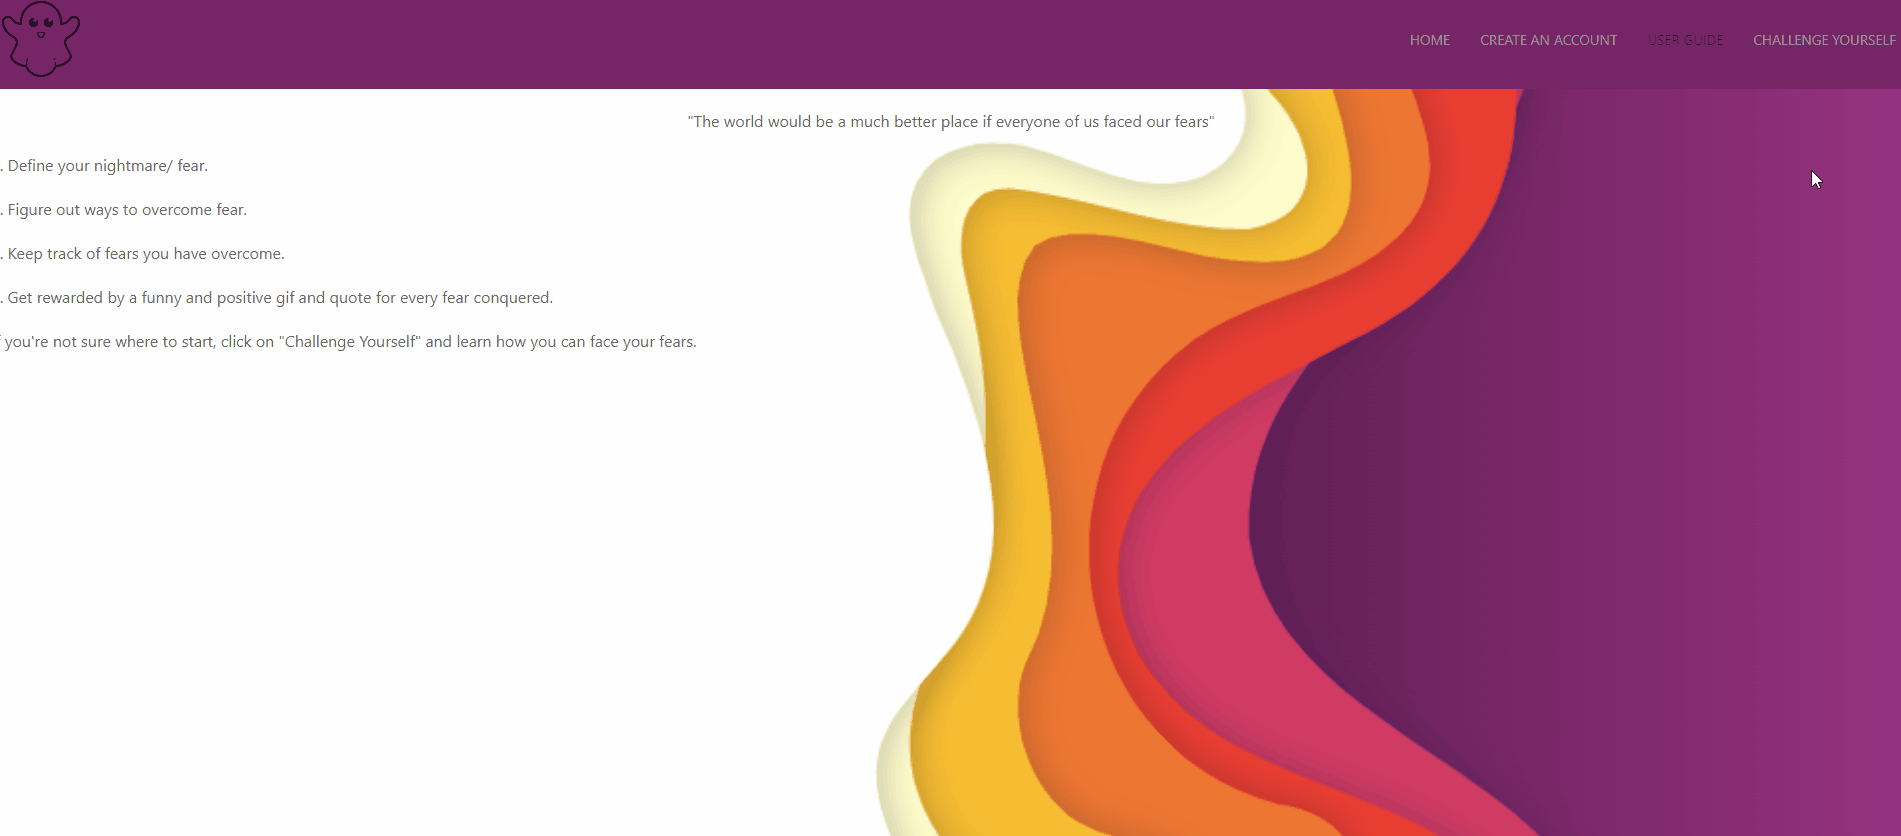 HOME CREATE AN ACCOUNT USER GUIDE CHALLENGE YOURSELF
"The world would be a much better place if everyone of us faced our fears"
. Define your nightmare/ fear.
. Figure out ways to overcome fear.
. Keep track of fears you have overcome.
. Get rewarded by a funny and positive gif and quote for every fear conquered.
you're not sure where to start, click on "Challenge Yourself" and learn how you can face your fears.